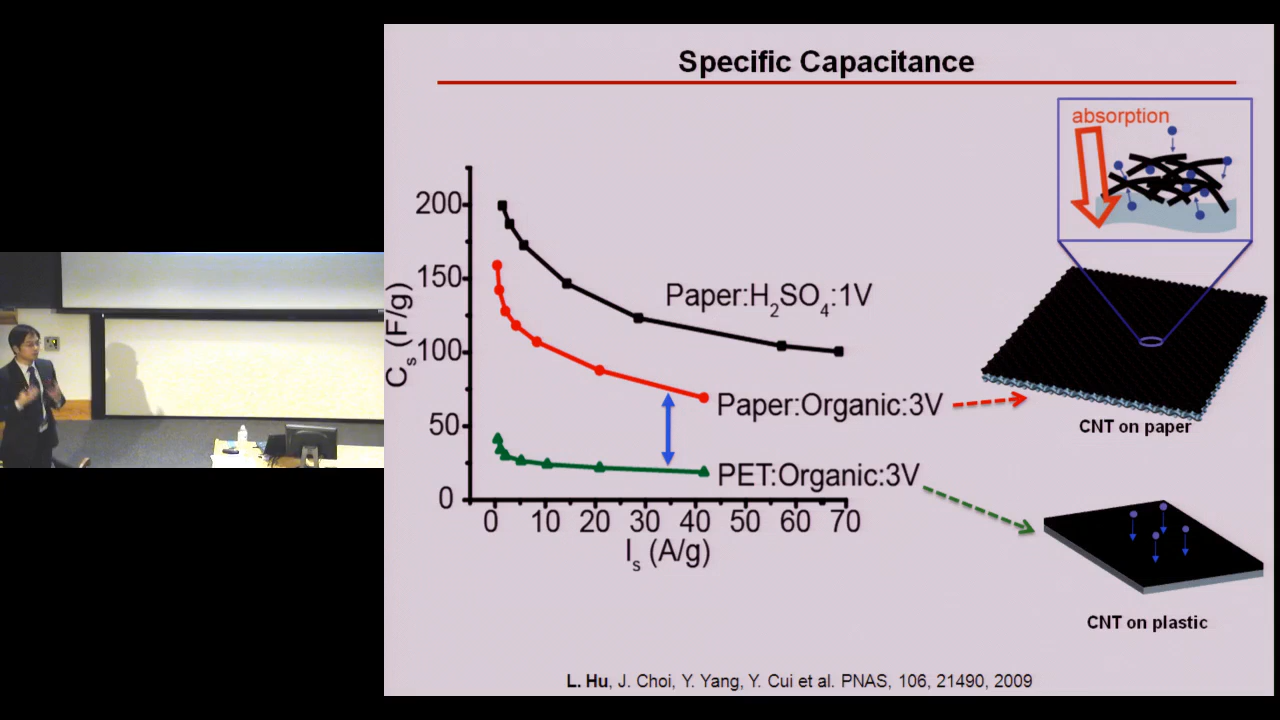 Specific Capacitance
absorption
200
150
100
50
0
C_s (F/g)
0 10 20 30 40 50 60 70
I_s (A/g)
Paper:H₂SO₄:1V
Paper:Organic:3V
PET:Organic:3V
CNT on paper
CNT on plastic
L. Hu, J. Choi, Y. Yang, Y. Cui et al. PNAS, 106, 21490, 2009